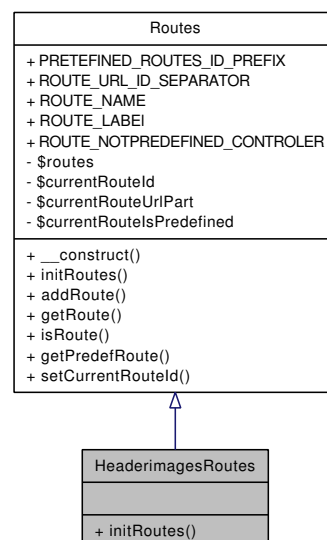 Routes
+ PRETEFINED_ROUTES_ID_PREFIX
+ ROUTE_URL_ID_SEPARATOR
+ ROUTE_NAME
+ ROUTE_LABEl
+ ROUTE_NOTPREDEFINED_CONTROLER
- $routes
- $currentRouteId
- $currentRouteUrlPart
- $currentRouteIsPredefined
+ __construct()
+ initRoutes()
+ addRoute()
+ getRoute()
+ isRoute()
+ getPredefRoute()
+ setCurrentRouteId()
HeaderimagesRoutes
+ initRoutes()